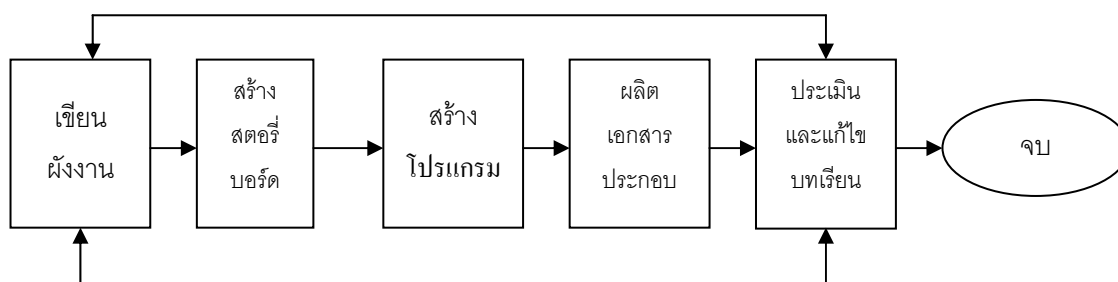 เขียน
ผังงาน
สร้าง
สตอรี่
บอร์ด
สร้าง
โปรแกรม
ผลิต
เอกสาร
ประกอบ
ประเมิน
และแก้ไข
บทเรียน
จบ